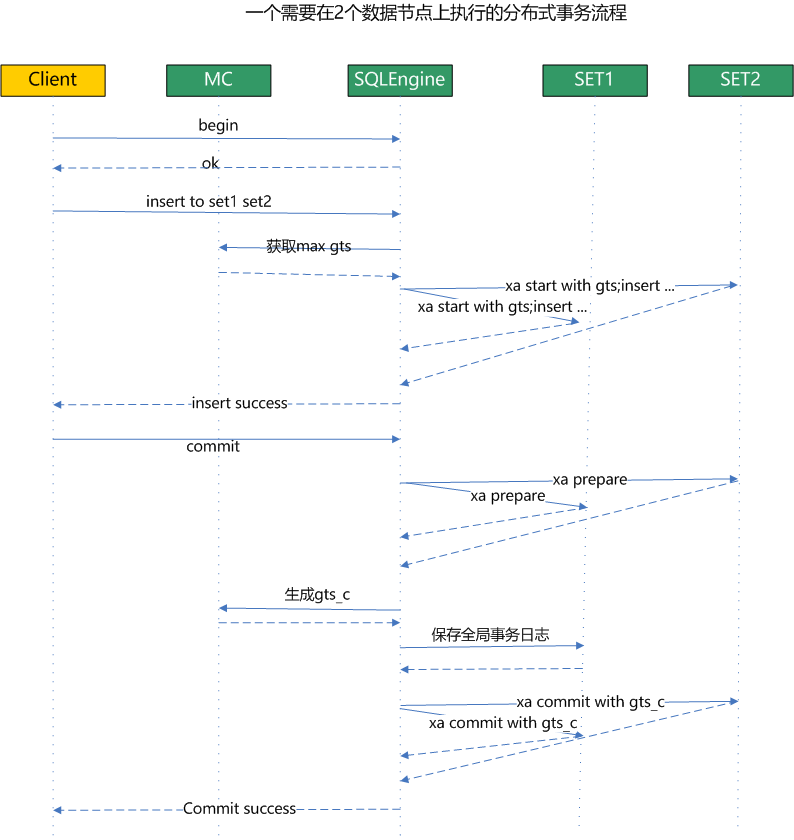 一个需要在2个数据节点上执行的分布式事务流程
Client
MC
SQLEngine
SET1
SET2
begin
ok
insert to set1 set2
获取max gts
xa start with gts;insert ...
xa start with gts;insert ...
insert success
commit
xa prepare
xa prepare
生成gts_c
保存全局事务日志
xa commit with gts_c
xa commit with gts_c
Commit success